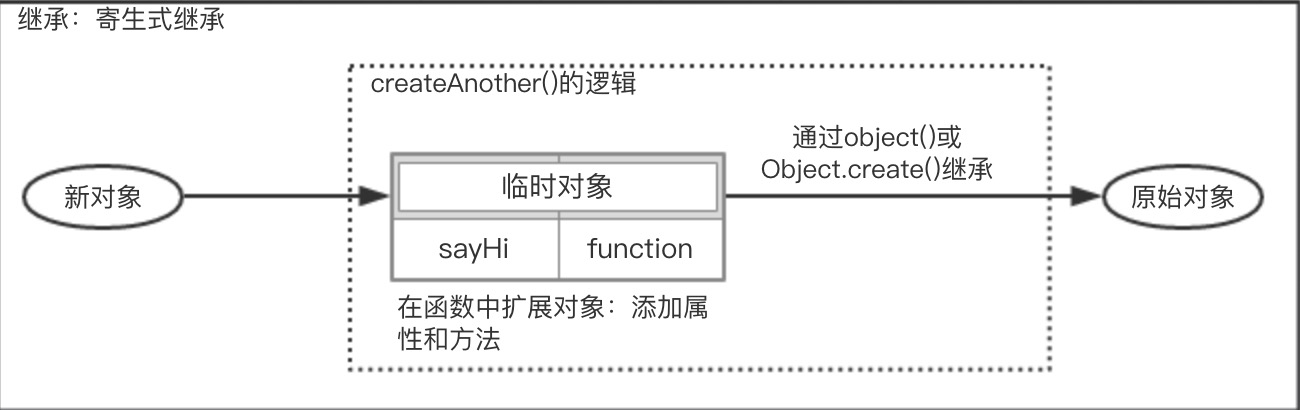 继承：寄生式继承
createAnother()的逻辑
通过object()或
Object.create()继承
新对象
临时对象
原始对象
sayHi
function
在函数中扩展对象：添加属
性和方法